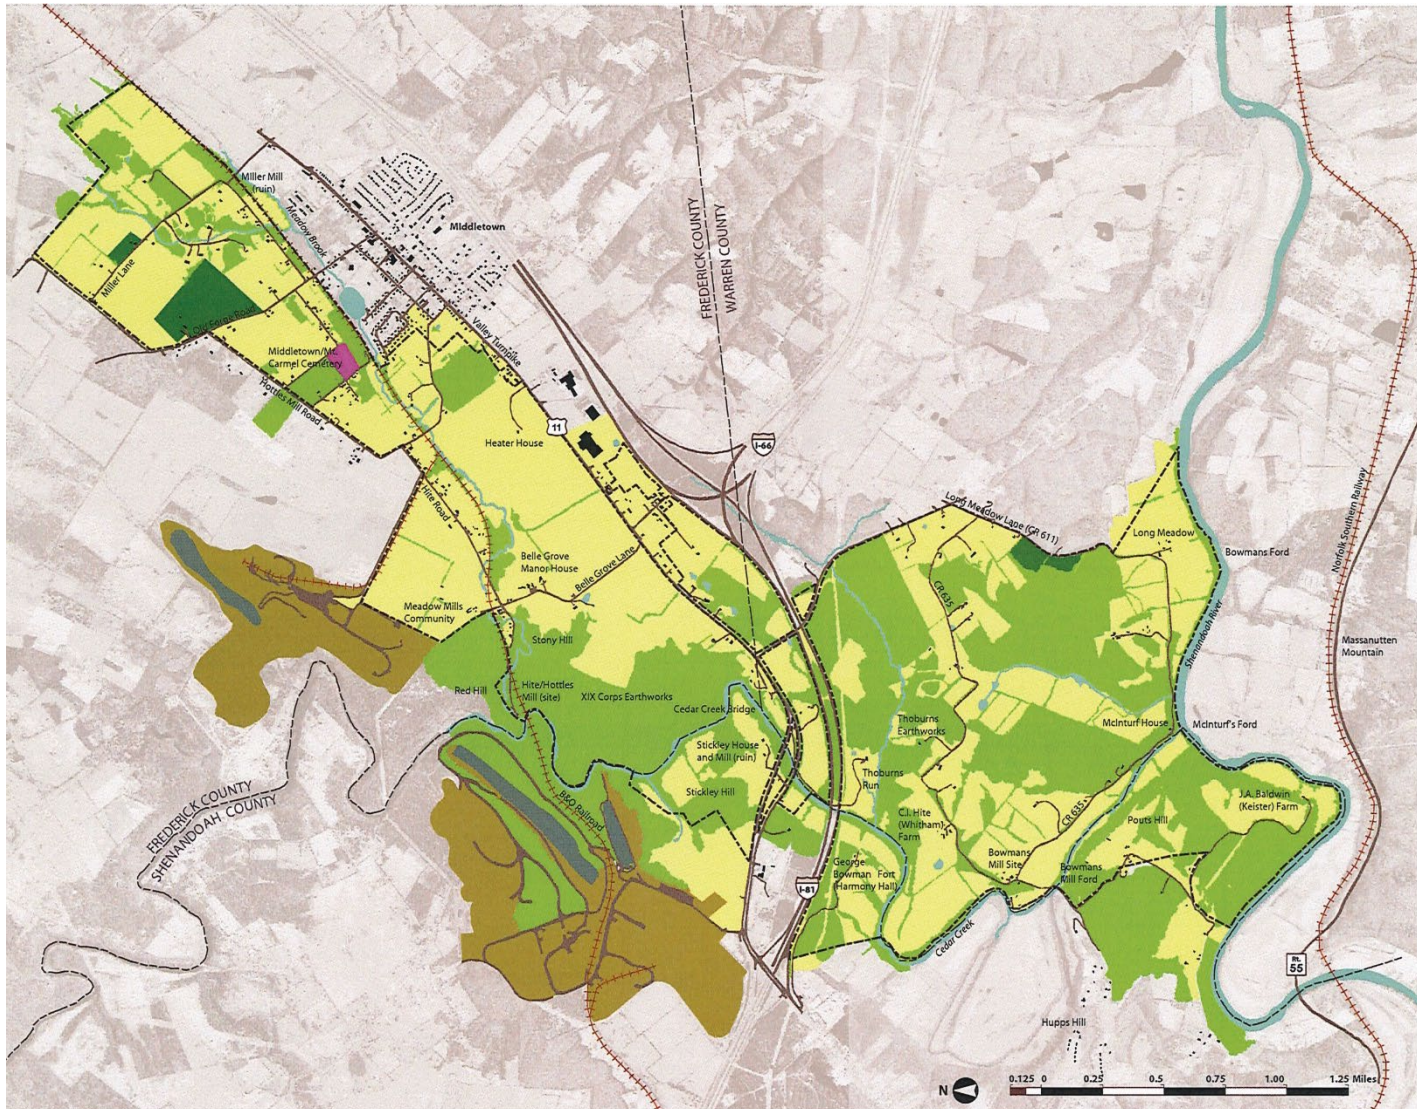 Miller Mill
(ruin)
Meadow Brook
Middletown
FREDERICK COUNTY
WARREN COUNTY
Miller Lane
Old Forge Road
Valley Turnpike
Middletown/Mt.
Carmel Cemetery
Hottles Mill Road
11
Heater House
I-66
Hite Road
Long Meadow Lane (CR 611)
Long Meadow
Bowmans Ford
Norfolk Southern Railway
Belle Grove
Manor House
Belle Grove Lane
CR 635
Meadow Mills
Community
Shenandoah River
Stony Hill
Massanutten
Mountain
Red Hill
Hite/Hottles
Mill (site)
XIX Corps Earthworks
Cedar Creek Bridge
Thoburns
Earthworks
McInturf House
McInturf's Ford
Stickley House
and Mill (ruin)
Thoburns
Run
Stickley Hill
FREDERICK COUNTY
SHENANDOAH COUNTY
B&O Railroad
J.A. Baldwin
(Keister) Farm
C.I. Hite
(Whitham)
Farm
CR 635
Pouts Hill
Bowmans
Mill Site
George
Bowman Fort
(Harmony Hall)
Bowmans
Mill Ford
I-81
Cedar Creek
Rt.
55
Hupps Hill
N
0.125 0 0.25 0.5 0.75 1.00 1.25 Miles